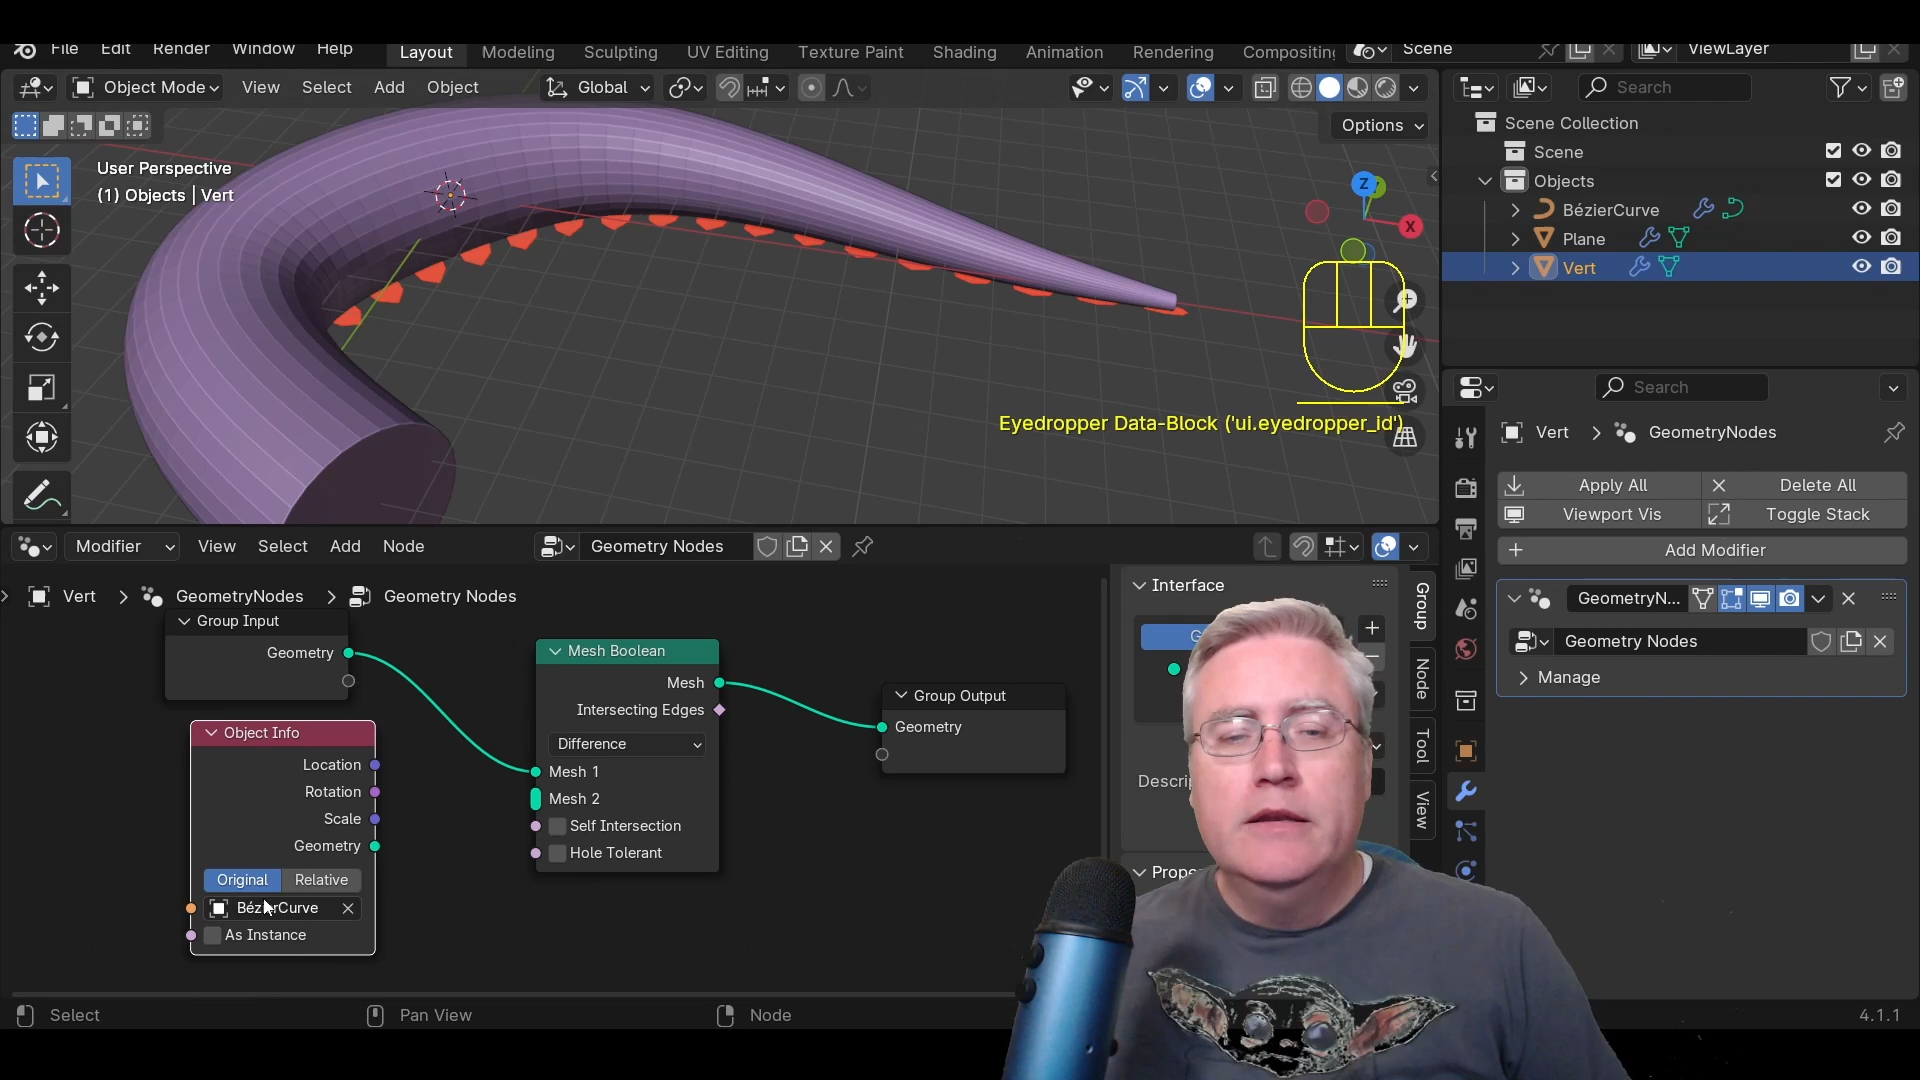 File Edit Render Window Help Layout Modeling Sculpting UV Editing Texture Paint Shading Animation Rendering Compositing Scene ViewLayer
Object Mode View Select Add Object Global Search
Options
Scene Collection
Scene
Objects
BézierCurve
Plane
Vert
User Perspective
(1) Objects | Vert
Z
X
Eyedropper Data-Block ('ui.eyedropper_id')
Search
Vert GeometryNodes
Apply All Delete All
Viewport Vis Toggle Stack
Add Modifier
GeometryN...
Geometry Nodes
Manage
Modifier View Select Add Node Geometry Nodes
Vert GeometryNodes Geometry Nodes
Group Input
Geometry
Object Info
Location
Rotation
Scale
Geometry
Original Relative
BézierCurve
As Instance
Mesh Boolean
Mesh
Intersecting Edges
Difference
Mesh 1
Mesh 2
Self Intersection
Hole Tolerant
Group Output
Geometry
Interface
Group
Node
Tool
View
Select Pan View Node 4.1.1